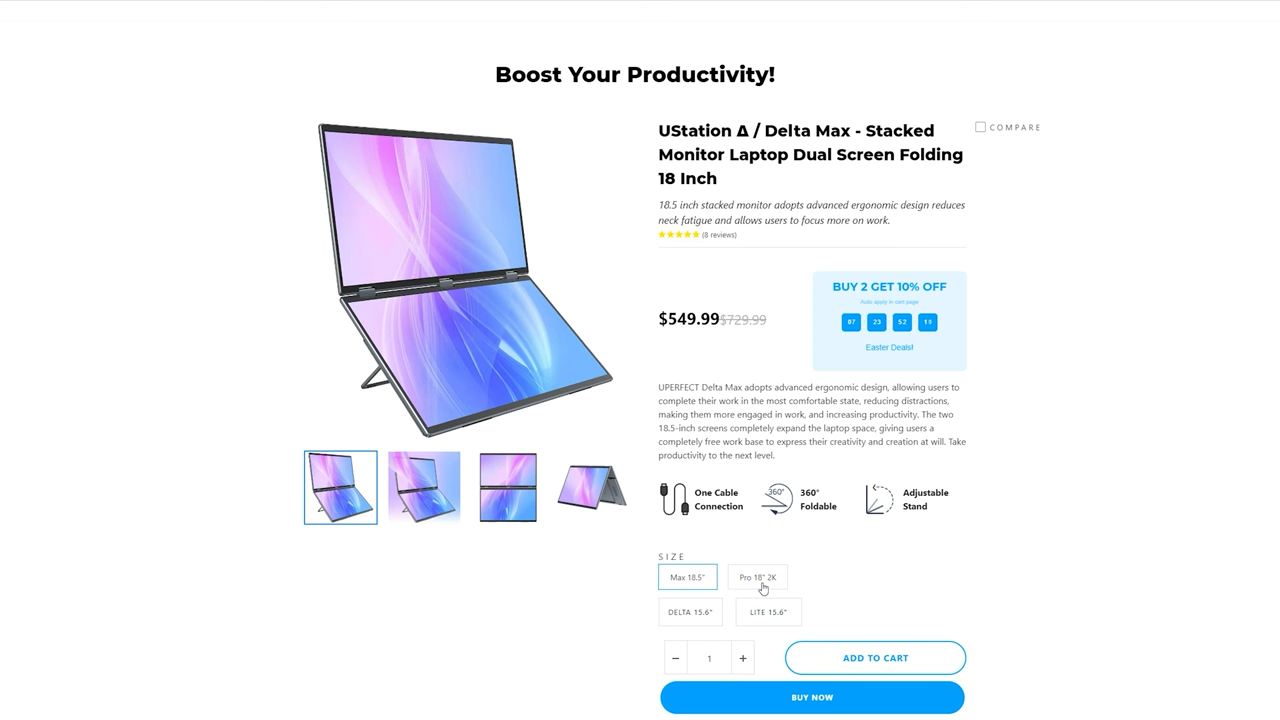 Boost Your Productivity!
UStation Δ / Delta Max - Stacked
Monitor Laptop Dual Screen Folding
18 Inch
COMPARE
18.5 inch stacked monitor adopts advanced ergonomic design reduces
neck fatigue and allows users to focus more on work.
(8 reviews)
$549.99 $729.99
BUY 2 GET 10% OFF
Auto apply in cart page
07 23 52 18
Easter Deals!
UPERFECT Delta Max adopts advanced ergonomic design, allowing users to
complete their work in the most comfortable state, reducing distractions,
making them more engaged in work, and increasing productivity. The two
18.5-inch screens completely expand the laptop space, giving users a
completely free work base to express their creativity and creation at will. Take
productivity to the next level.
One Cable
Connection
360°
360°
Foldable
Adjustable
Stand
SIZE
Max 18.5" Pro 18" 2K
DELTA 15.6" LITE 15.6"
− 1 + ADD TO CART
BUY NOW